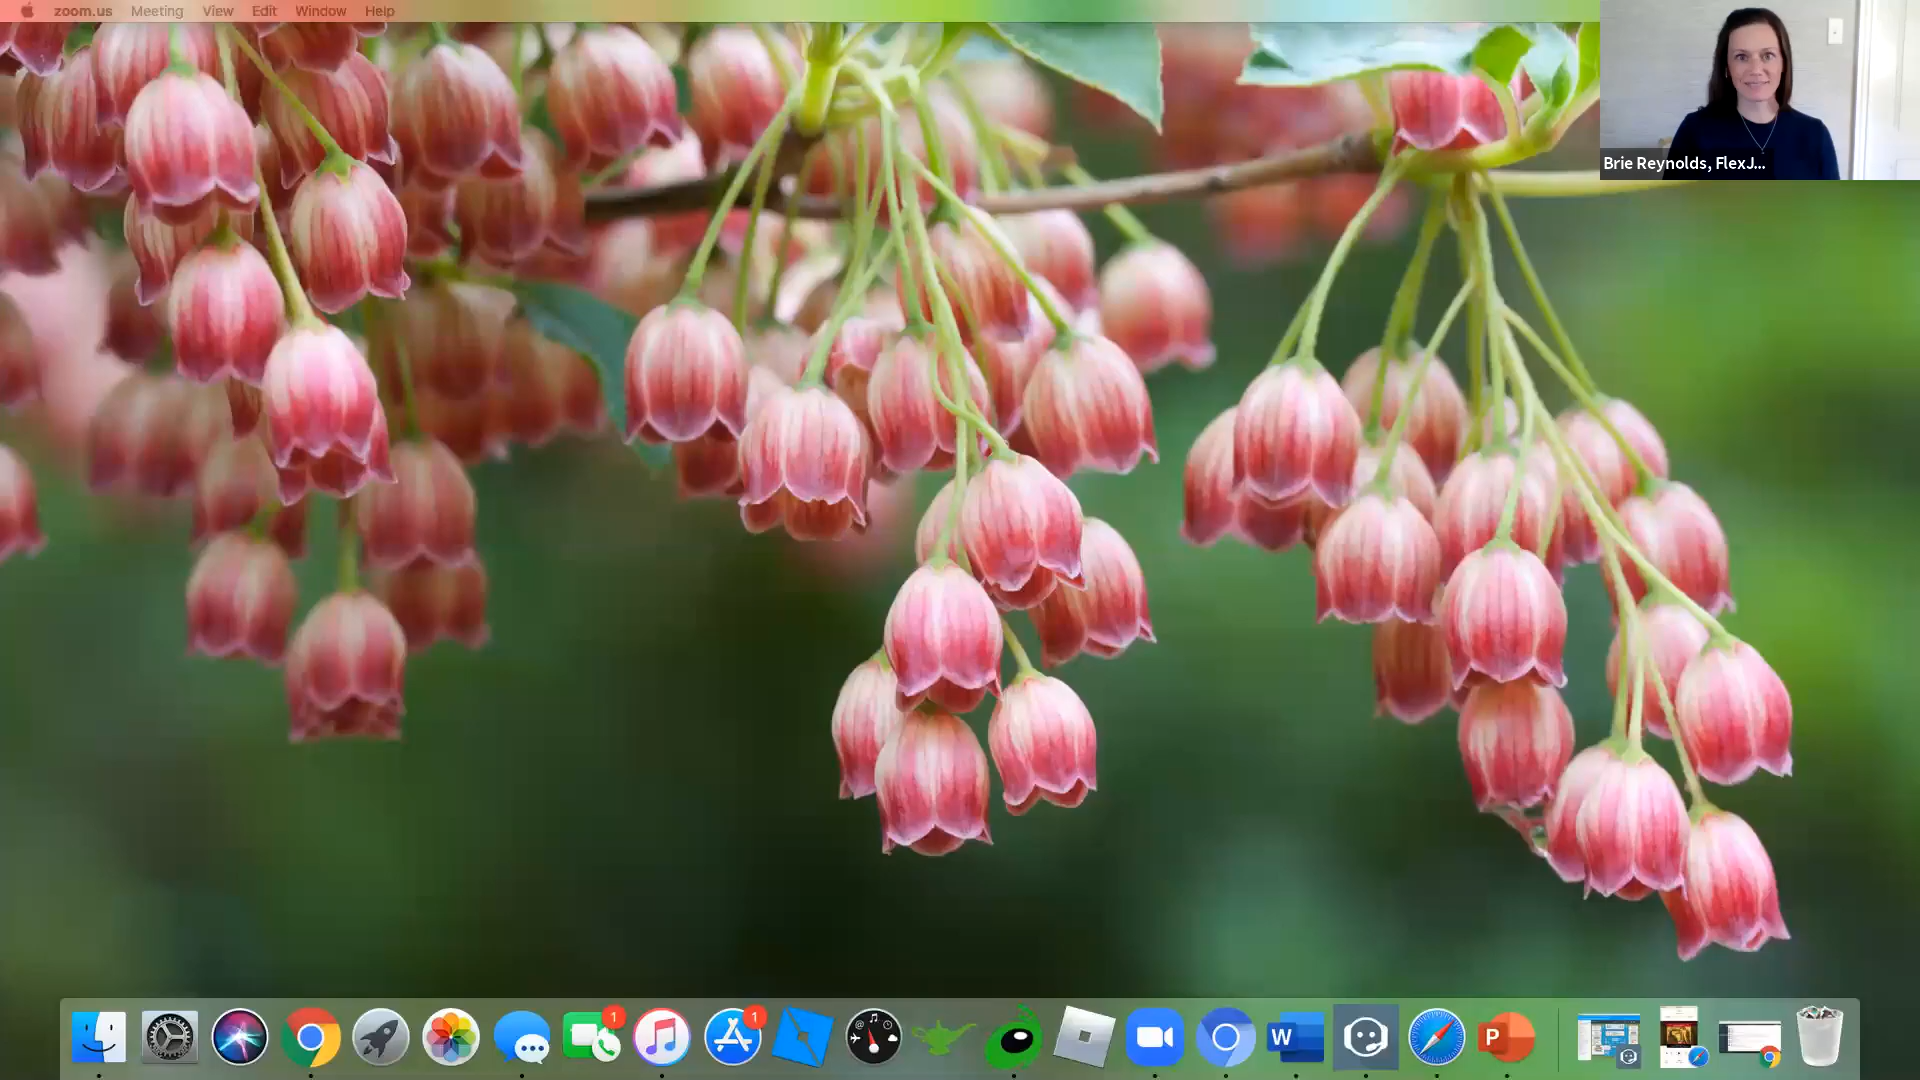 zoom.us Meeting View Edit Window Help
Brie Reynolds, FlexJ...
1
1
W
P